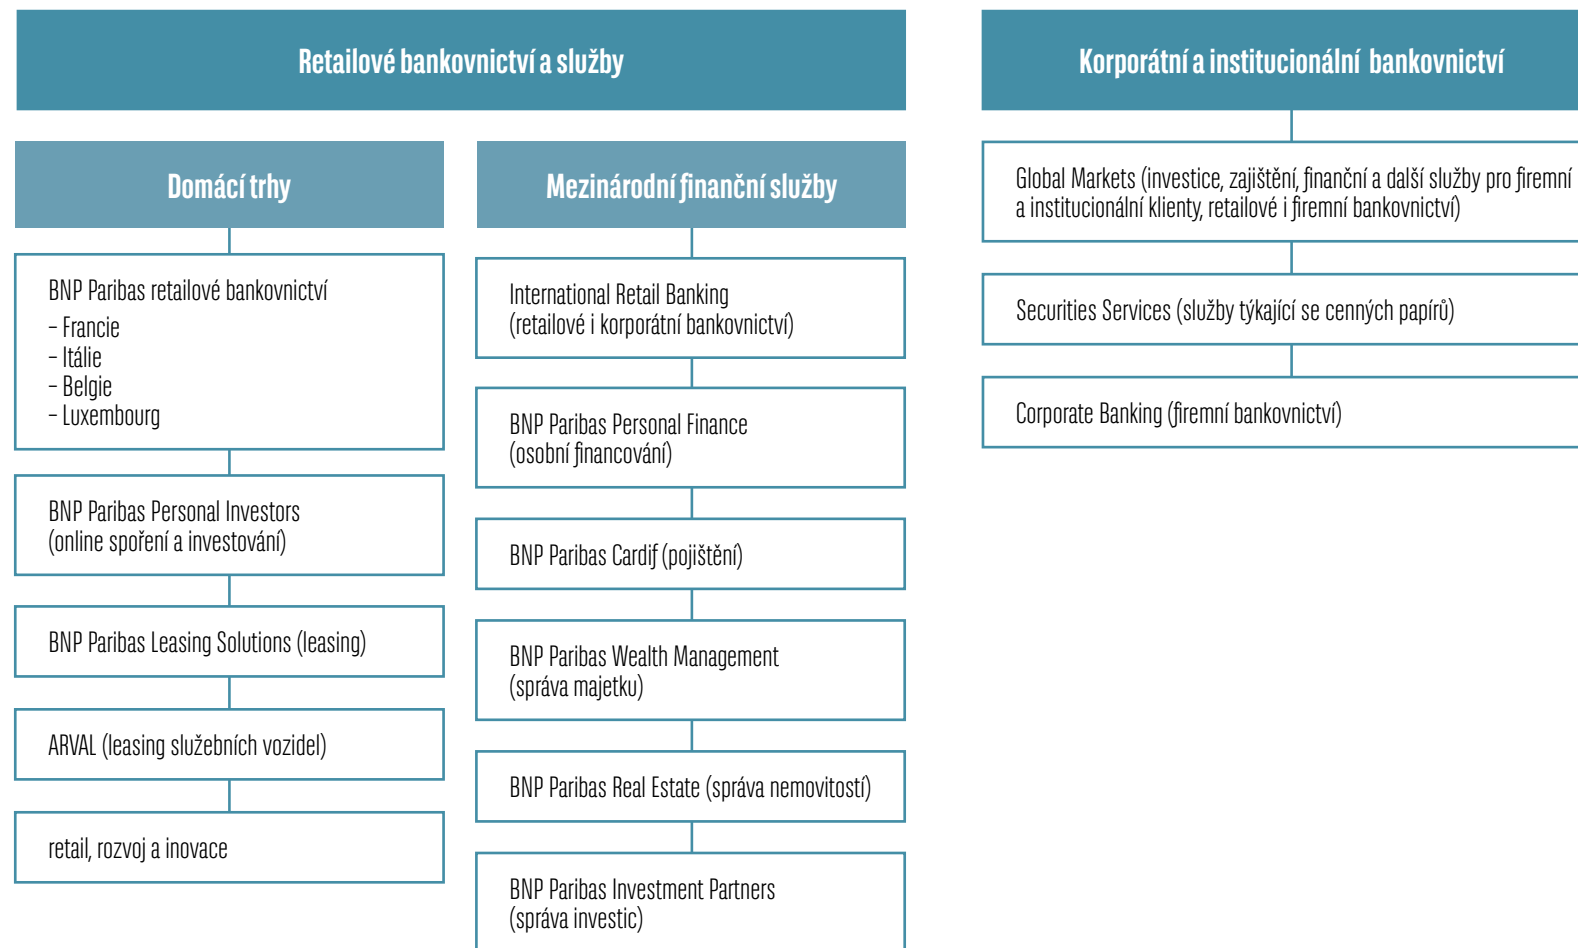 Retailové bankovnictví a služby
Domácí trhy
BNP Paribas retailové bankovnictví
– Francie
– Itálie
– Belgie
– Luxembourg
BNP Paribas Personal Investors
(online spoření a investování)
BNP Paribas Leasing Solutions (leasing)
ARVAL (leasing služebních vozidel)
retail, rozvoj a inovace
Mezinárodní finanční služby
International Retail Banking
(retailové i korporátní bankovnictví)
BNP Paribas Personal Finance
(osobní financování)
BNP Paribas Cardif (pojištění)
BNP Paribas Wealth Management
(správa majetku)
BNP Paribas Real Estate (správa nemovitostí)
BNP Paribas Investment Partners
(správa investic)
Korporátní a institucionální bankovnictví
Global Markets (investice, zajištění, finanční a další služby pro firemní
a institucionální klienty, retailové i firemní bankovnictví)
Securities Services (služby týkající se cenných papírů)
Corporate Banking (firemní bankovnictví)